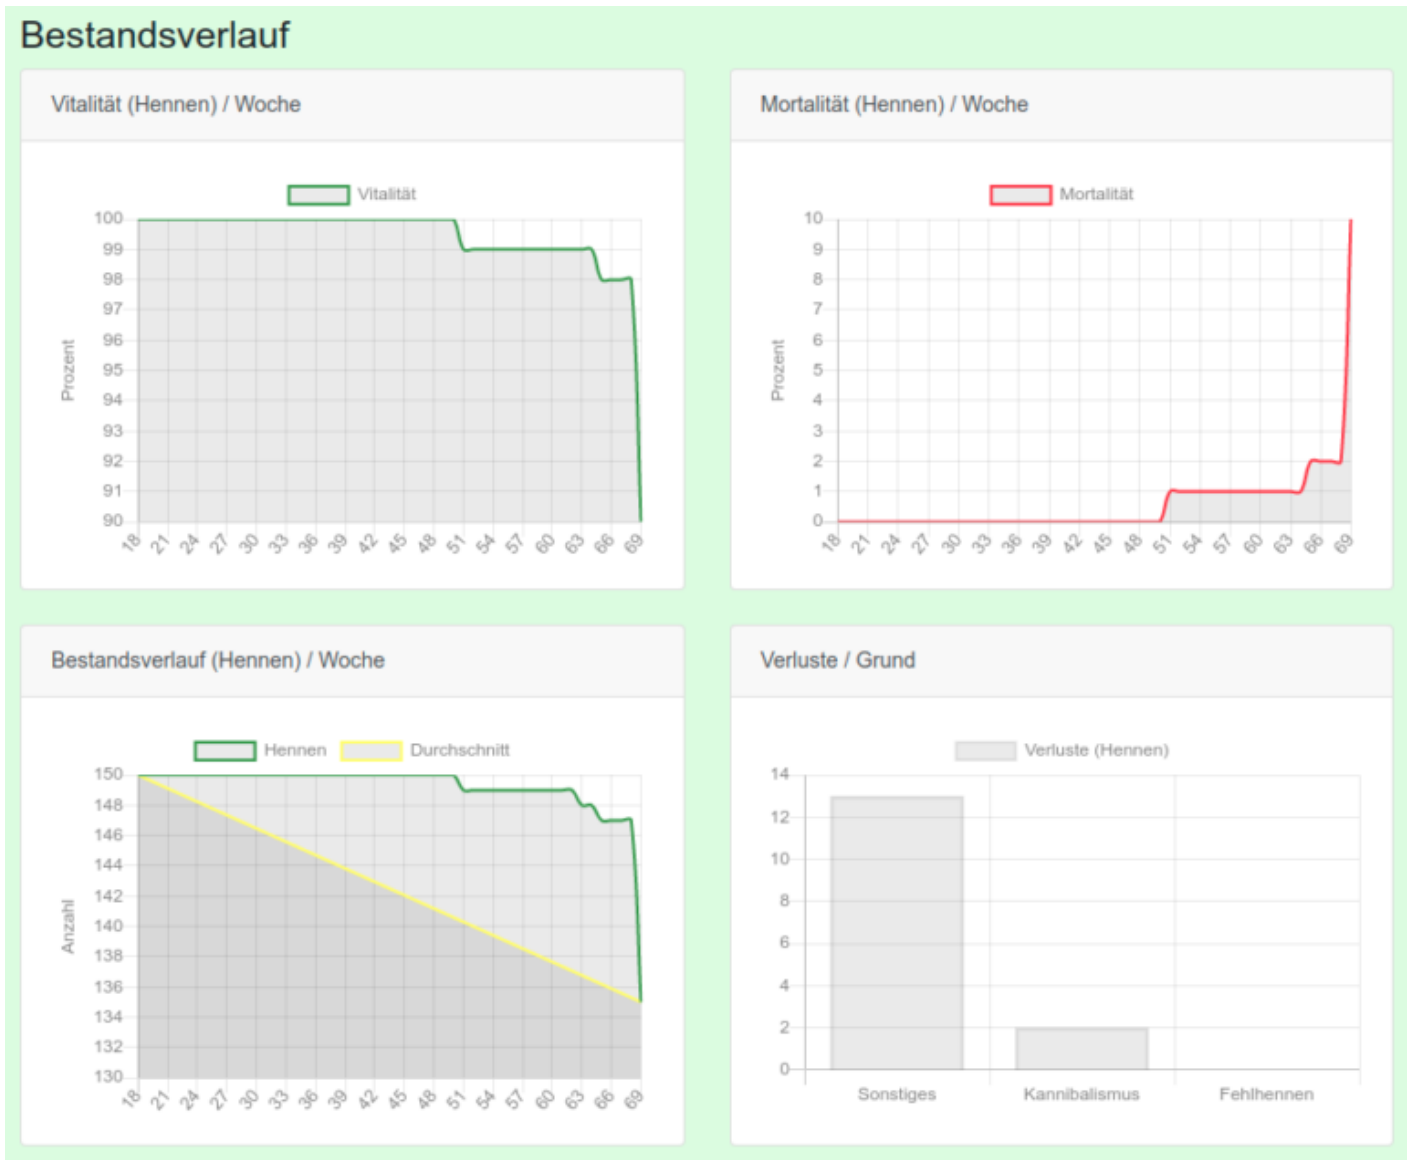 Bestandsverlauf
Vitalität (Hennen) / Woche
Vitalität
100
99
98
97
96
95
94
93
92
91
90
Prozent
18 21 24 27 30 33 36 39 42 45 48 51 54 57 60 63 66 69
Mortalität (Hennen) / Woche
Mortalität
10
9
8
7
6
5
4
3
2
1
0
Prozent
18 21 24 27 30 33 36 39 42 45 48 51 54 57 60 63 66 69
Bestandsverlauf (Hennen) / Woche
Hennen Durchschnitt
150
148
146
144
142
140
138
136
134
132
130
Anzahl
18 21 24 27 30 33 36 39 42 45 48 51 54 57 60 63 66 69
Verluste / Grund
Verluste (Hennen)
14
12
10
8
6
4
2
0
Sonstiges Kannibalismus Fehlhennen